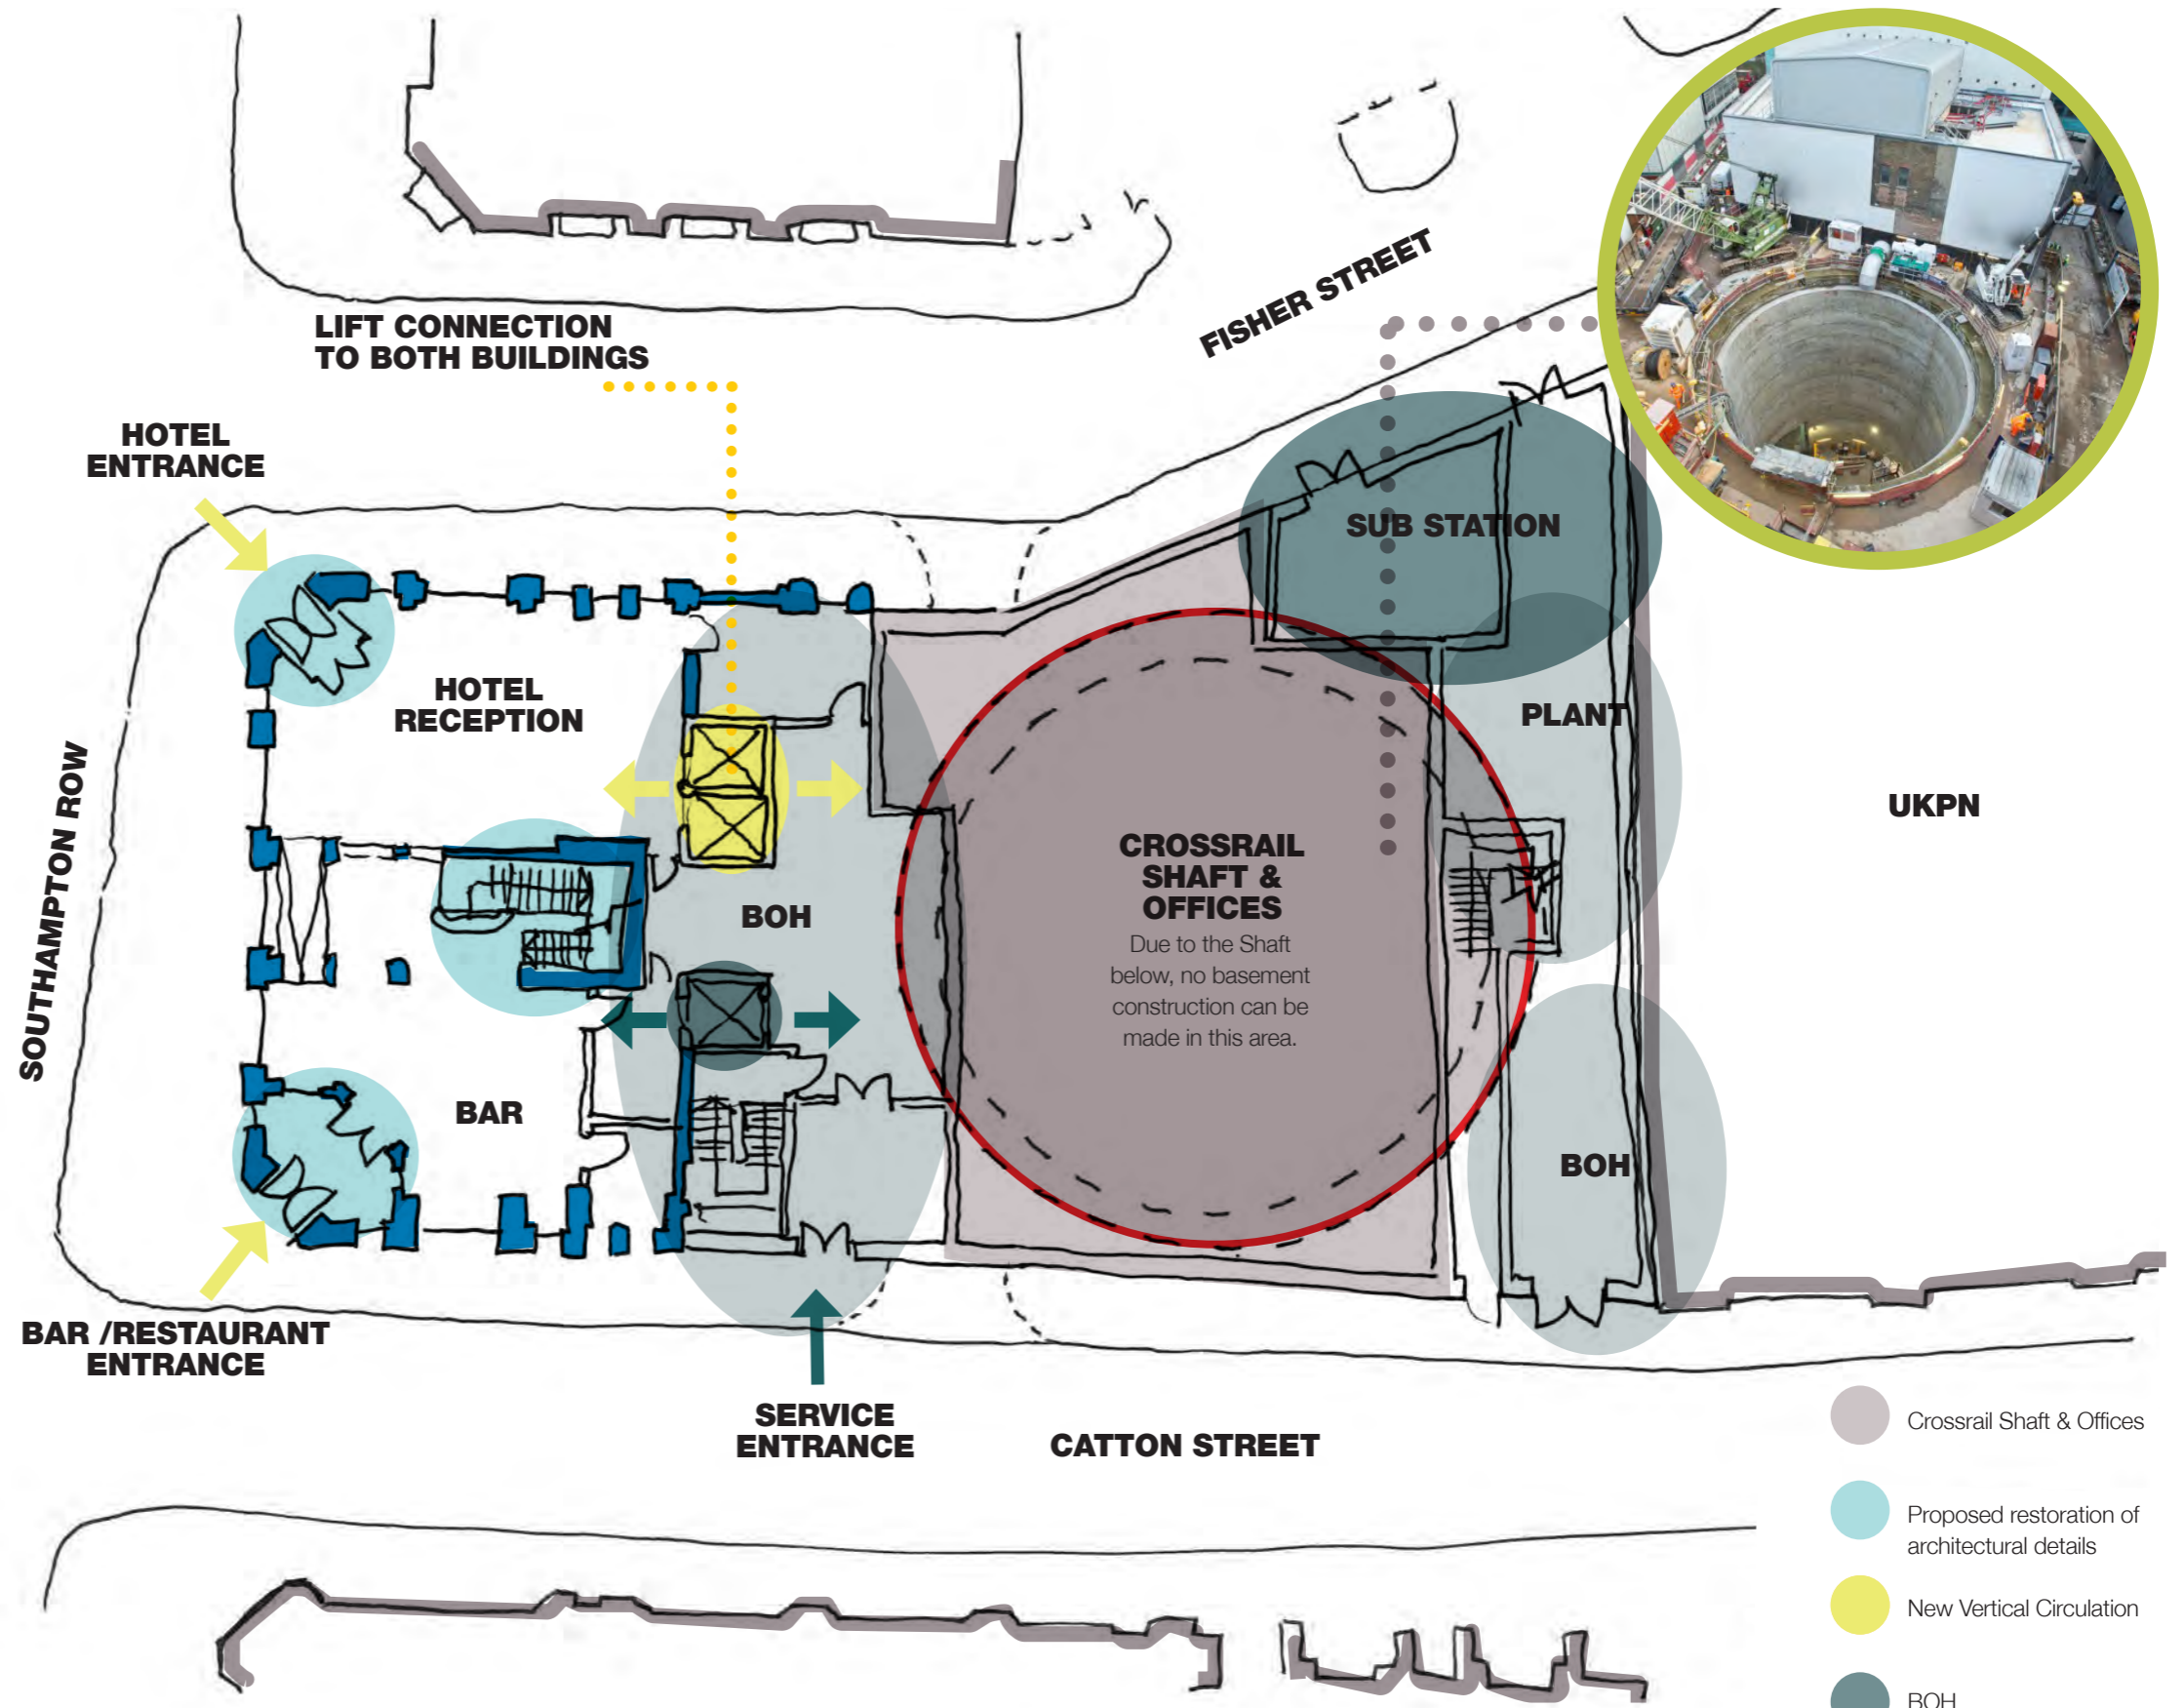 FISHER STREET
LIFT CONNECTION
TO BOTH BUILDINGS
HOTEL
ENTRANCE
SUB STATION
HOTEL
RECEPTION
PLANT
SOUTHAMPTON ROW
UKPN
CROSSRAIL
SHAFT &
OFFICES
Due to the Shaft
below, no basement
construction can be
made in this area.
BOH
BAR
BOH
BAR /RESTAURANT
ENTRANCE
SERVICE
ENTRANCE
CATTON STREET
Crossrail Shaft & Offices
Proposed restoration of
architectural details
New Vertical Circulation
BOH